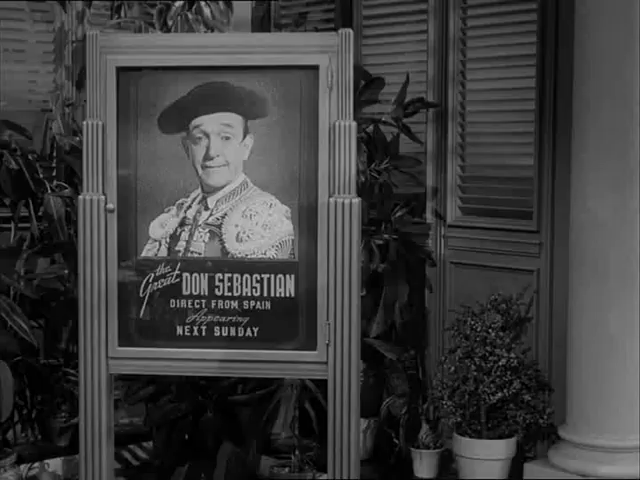 the
Great DON SEBASTIAN
DIRECT FROM SPAIN
Appearing
NEXT SUNDAY